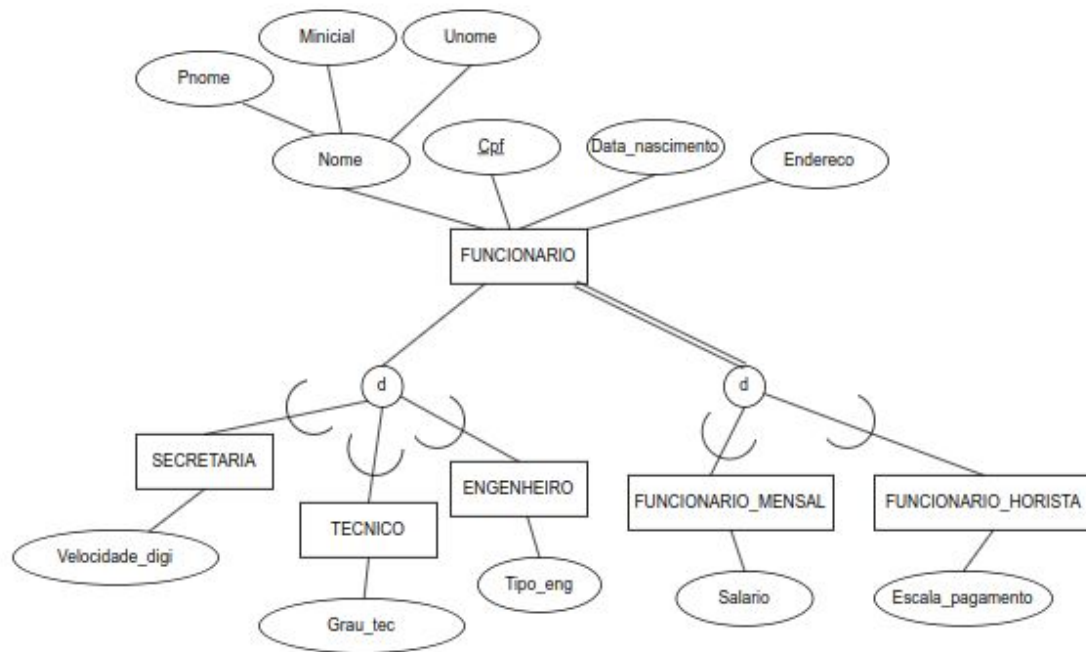 Minicial
Unome
Pnome
Nome
Cpf
Data_nascimento
Endereco
FUNCIONARIO
d
d
SECRETARIA
ENGENHEIRO
FUNCIONARIO_MENSAL
FUNCIONARIO_HORISTA
TECNICO
Velocidade_digi
Tipo_eng
Salario
Escala_pagamento
Grau_tec